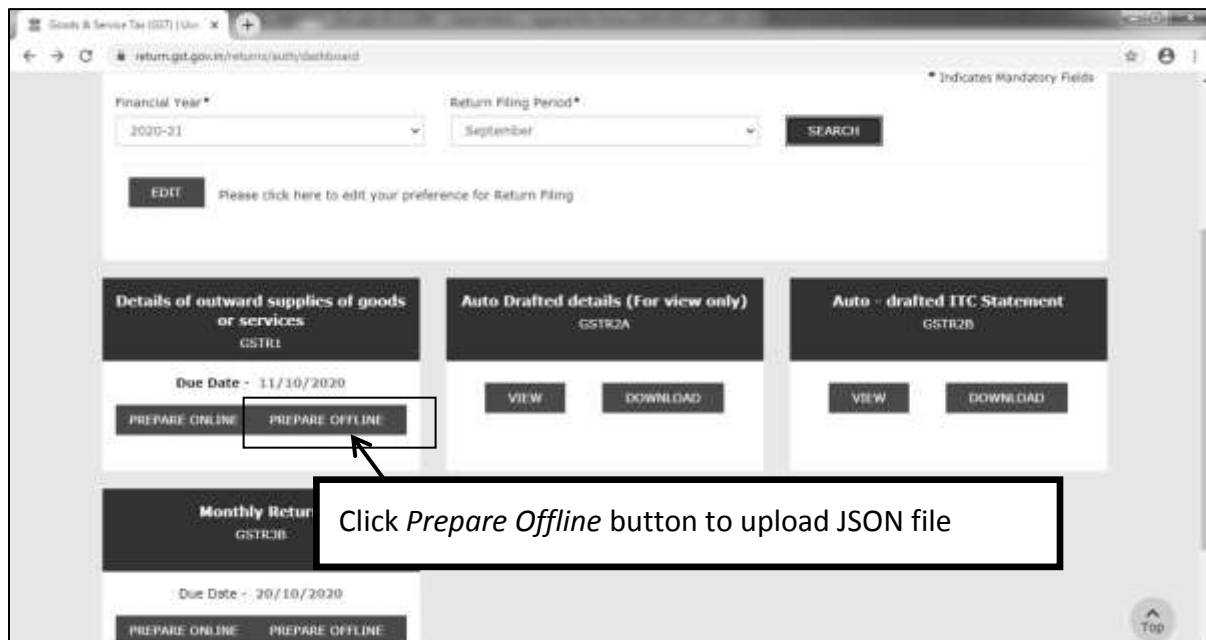 Goods & Service Tax (GST) | Use
return.gst.gov.in/returns/auth/dashboard
* Indicates Mandatory Fields
Financial Year* Return Filing Period*
2020-21 September SEARCH
EDIT Please click here to edit your preference for Return Filing
Details of outward supplies of goods
or services
GSTR1
Due Date - 11/10/2020
PREPARE ONLINE PREPARE OFFLINE
Auto Drafted details (For view only)
GSTR2A
VIEW DOWNLOAD
Auto - drafted ITC Statement
GSTR2B
VIEW DOWNLOAD
Click Prepare Offline button to upload JSON file
Monthly Retur
GSTR3B
Due Date - 20/10/2020
PREPARE ONLINE PREPARE OFFLINE
Top